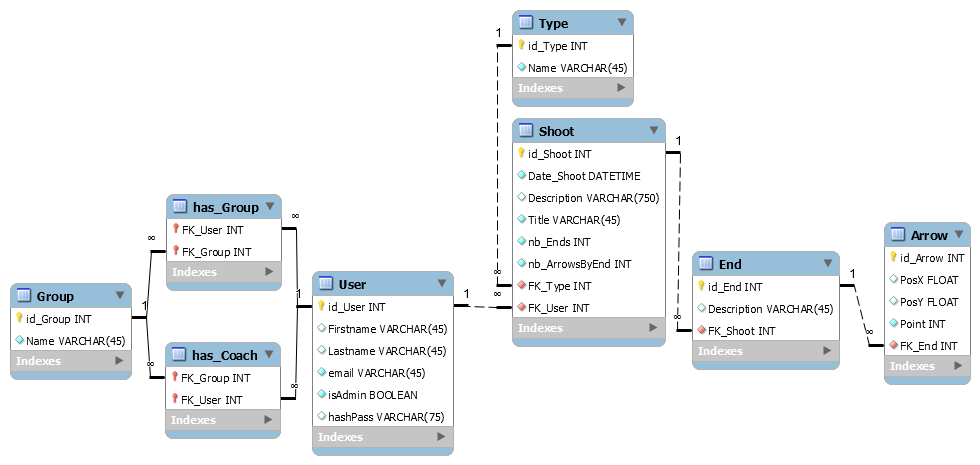 Type
id_Type INT
Name VARCHAR(45)
Indexes
1
Shoot
id_Shoot INT
Date_Shoot DATETIME
Description VARCHAR(750)
Title VARCHAR(45)
nb_Ends INT
nb_ArrowsByEnd INT
FK_Type INT
FK_User INT
Indexes
∞
∞
1
has_Group
FK_User INT
FK_Group INT
Indexes
∞
∞
Group
id_Group INT
Name VARCHAR(45)
Indexes
1
has_Coach
FK_Group INT
FK_User INT
Indexes
∞
∞
User
id_User INT
Firstname VARCHAR(45)
Lastname VARCHAR(45)
email VARCHAR(45)
isAdmin BOOLEAN
hashPass VARCHAR(75)
Indexes
1
1
End
id_End INT
Description VARCHAR(45)
FK_Shoot INT
Indexes
∞
1
Arrow
id_Arrow INT
PosX FLOAT
PosY FLOAT
Point INT
FK_End INT
Indexes
∞